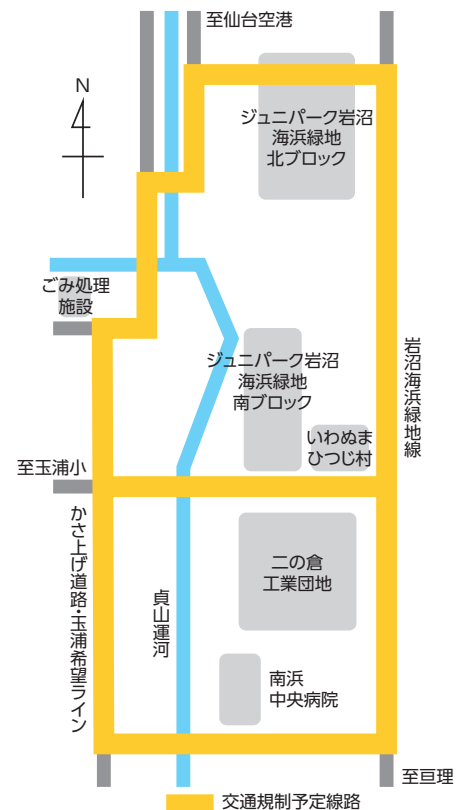 至仙台空港
N
ジュニパーク岩沼
海浜緑地
北ブロック
ごみ処理
施設
ジュニパーク岩沼
海浜緑地
南ブロック
岩沼海浜緑地線
いわぬま
ひつじ村
至玉浦小
かさ上げ道路・玉浦希望ライン
二の倉
工業団地
貞山運河
南浜
中央病院
至亘理
交通規制予定線路